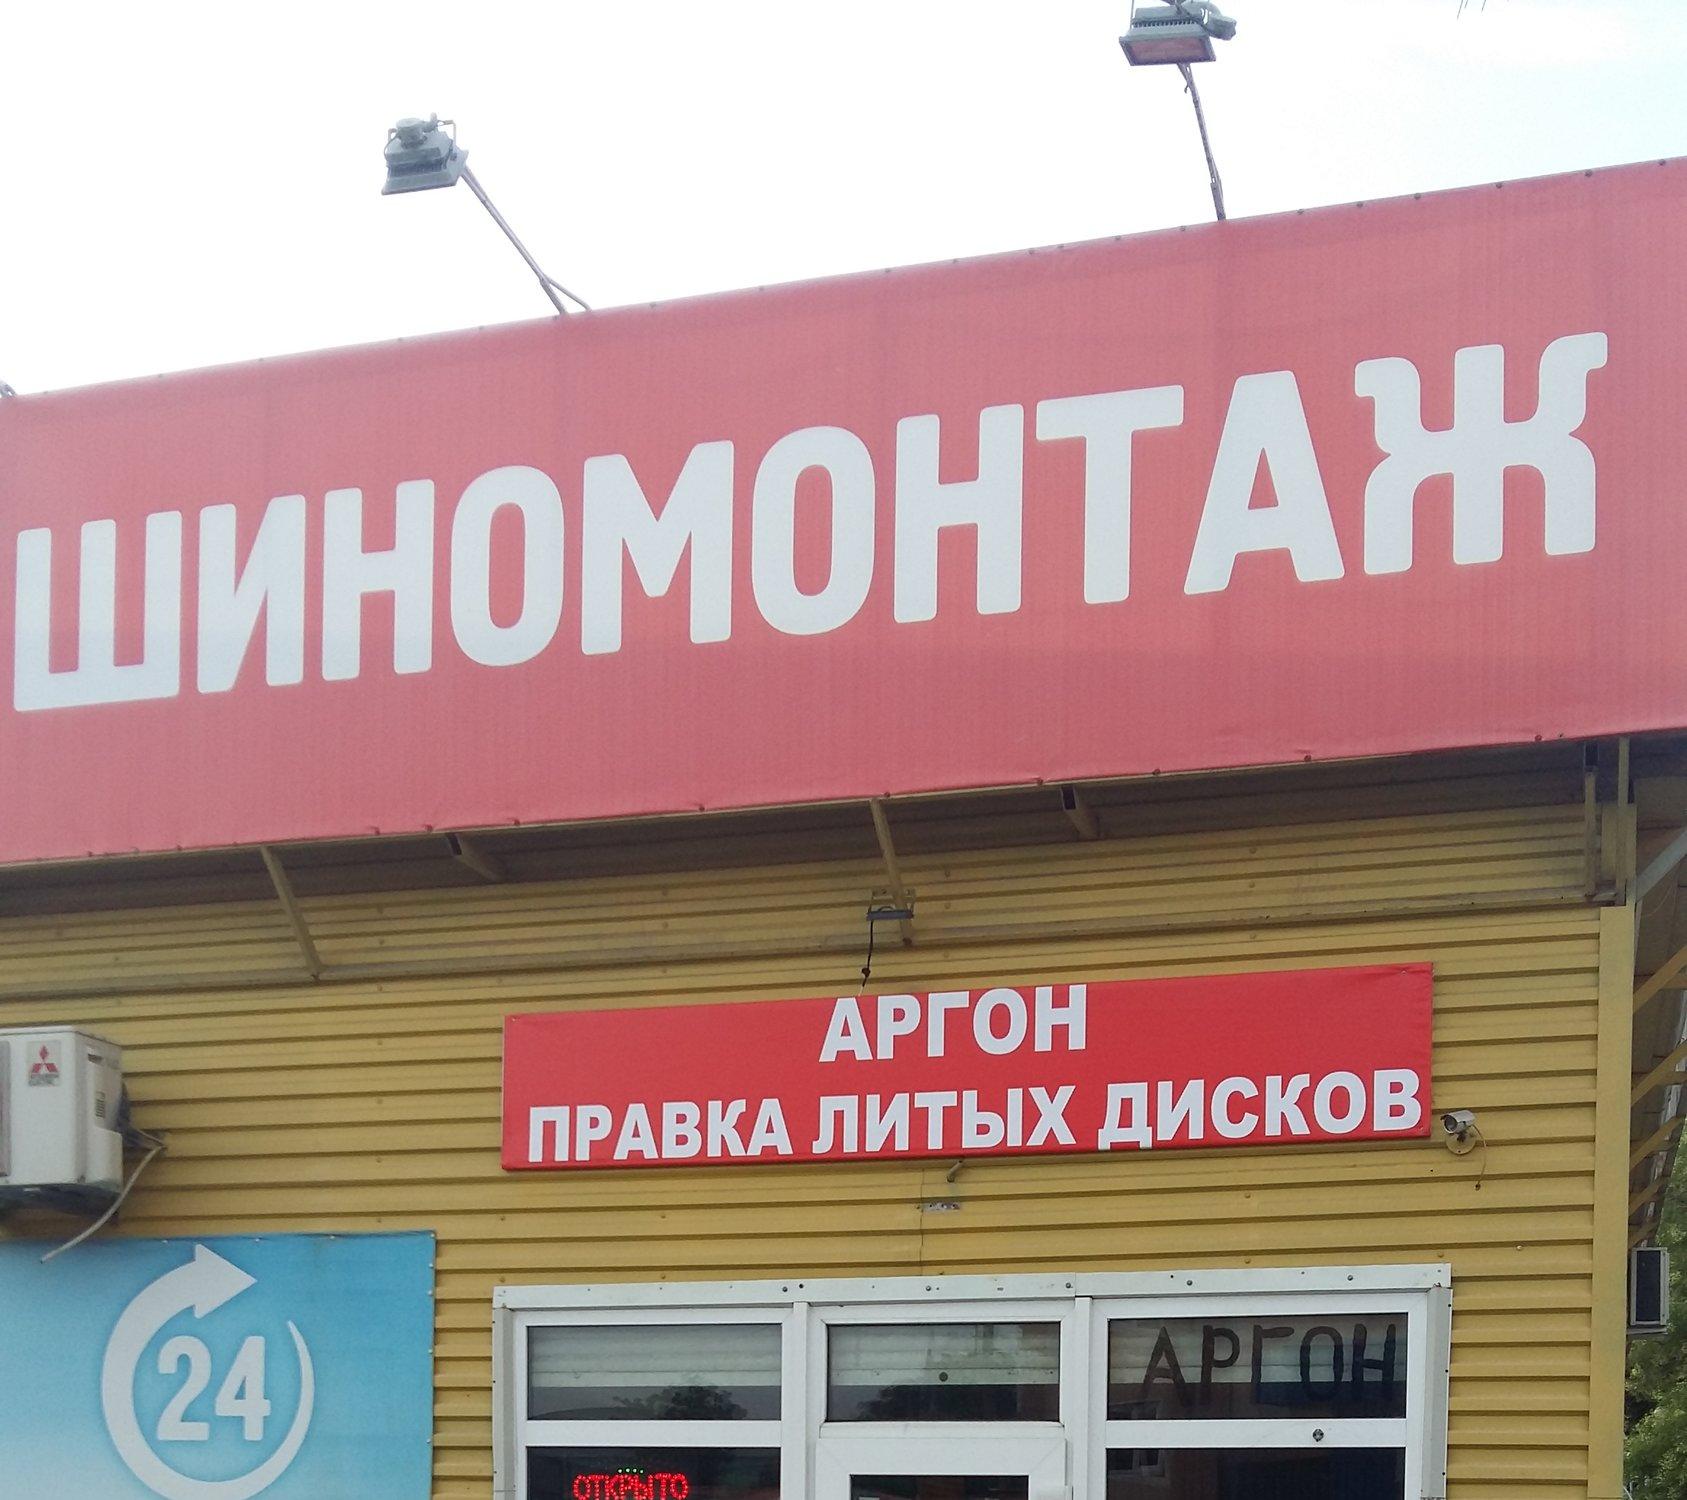 ШИНОМОНТАЖ
АРГОН
ПРАВКА ЛИТЫХ ДИСКОВ
24
АРГОН
ОТКРЫТО